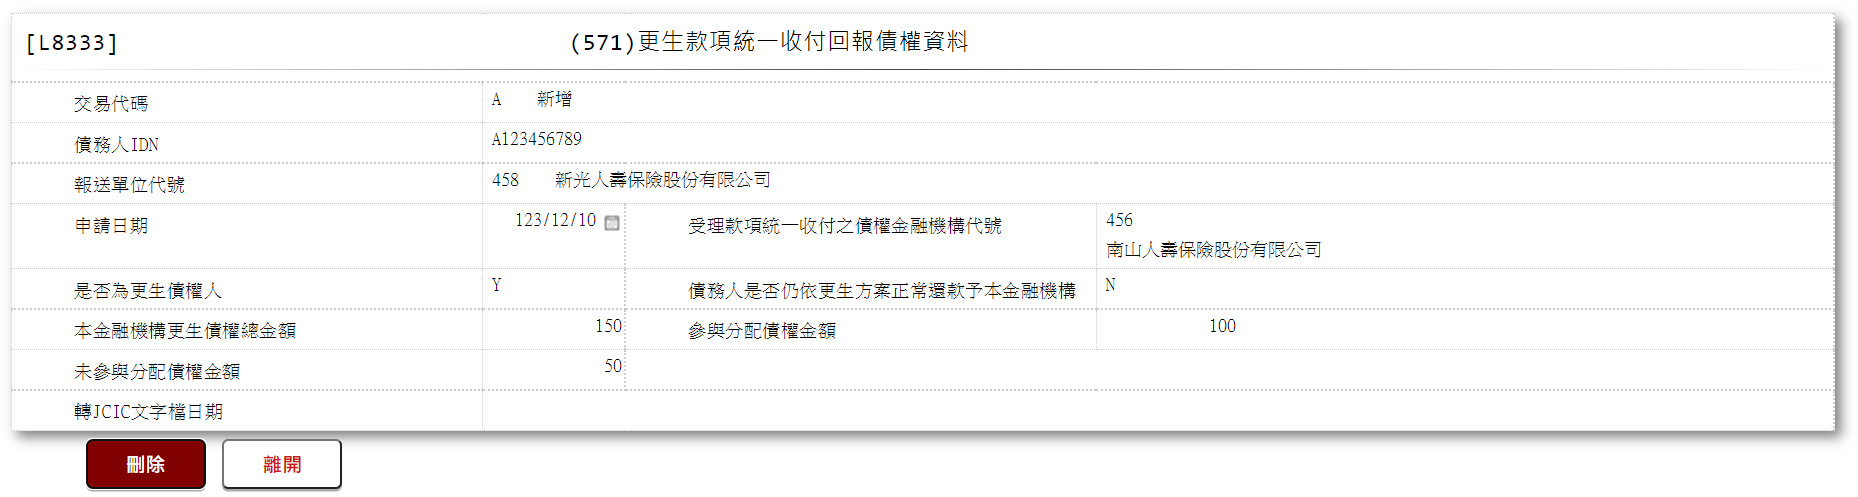 [L8333] (571)更生款項統一收付回報債權資料
交易代碼 A 新增
債務人IDN A123456789
報送單位代號 458 新光人壽保險股份有限公司
申請日期 123/12/10 受理款項統一收付之債權金融機構代號 456
南山人壽保險股份有限公司
是否為更生債權人 Y 債務人是否仍依更生方案正常還款予本金融機構 N
本金融機構更生債權總金額 150 參與分配債權金額 100
未參與分配債權金額 50
轉JCIC文字檔日期
刪除 離開